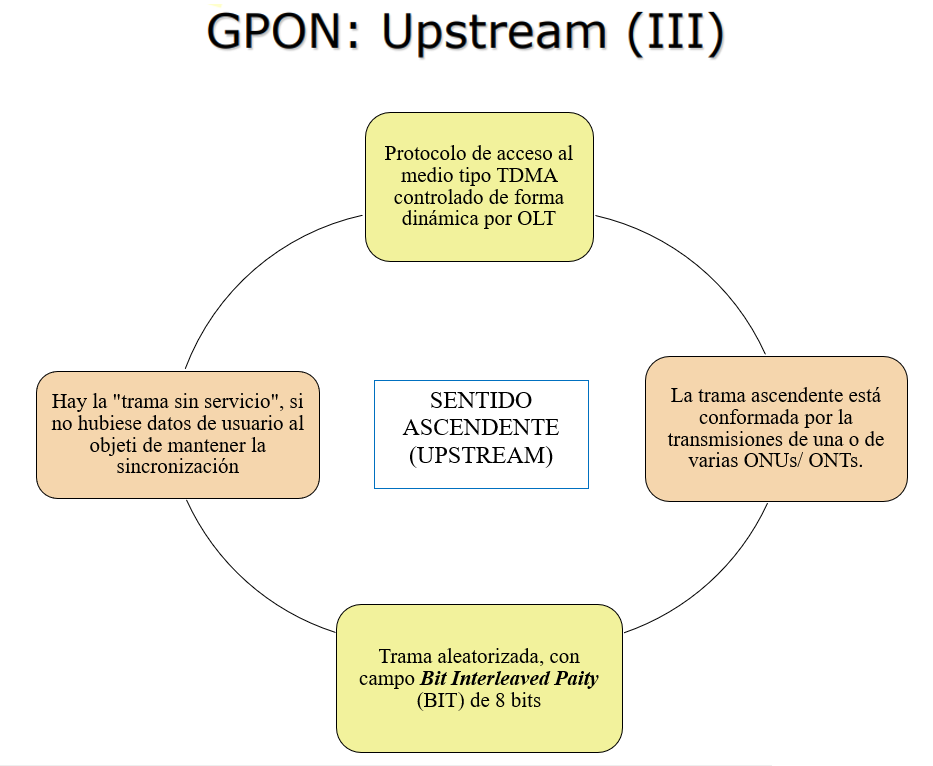 GPON: Upstream (III)
Protocolo de acceso al
medio tipo TDMA
controlado de forma
dinámica por OLT
Hay la "trama sin servicio", si
no hubiese datos de usuario al
objeti de mantener la
sincronización
SENTIDO
ASCENDENTE
(UPSTREAM)
La trama ascendente está
conformada por la
transmisiones de una o de
varias ONUs/ ONTs.
Trama aleatorizada, con
campo Bit Interleaved Paity
(BIT) de 8 bits